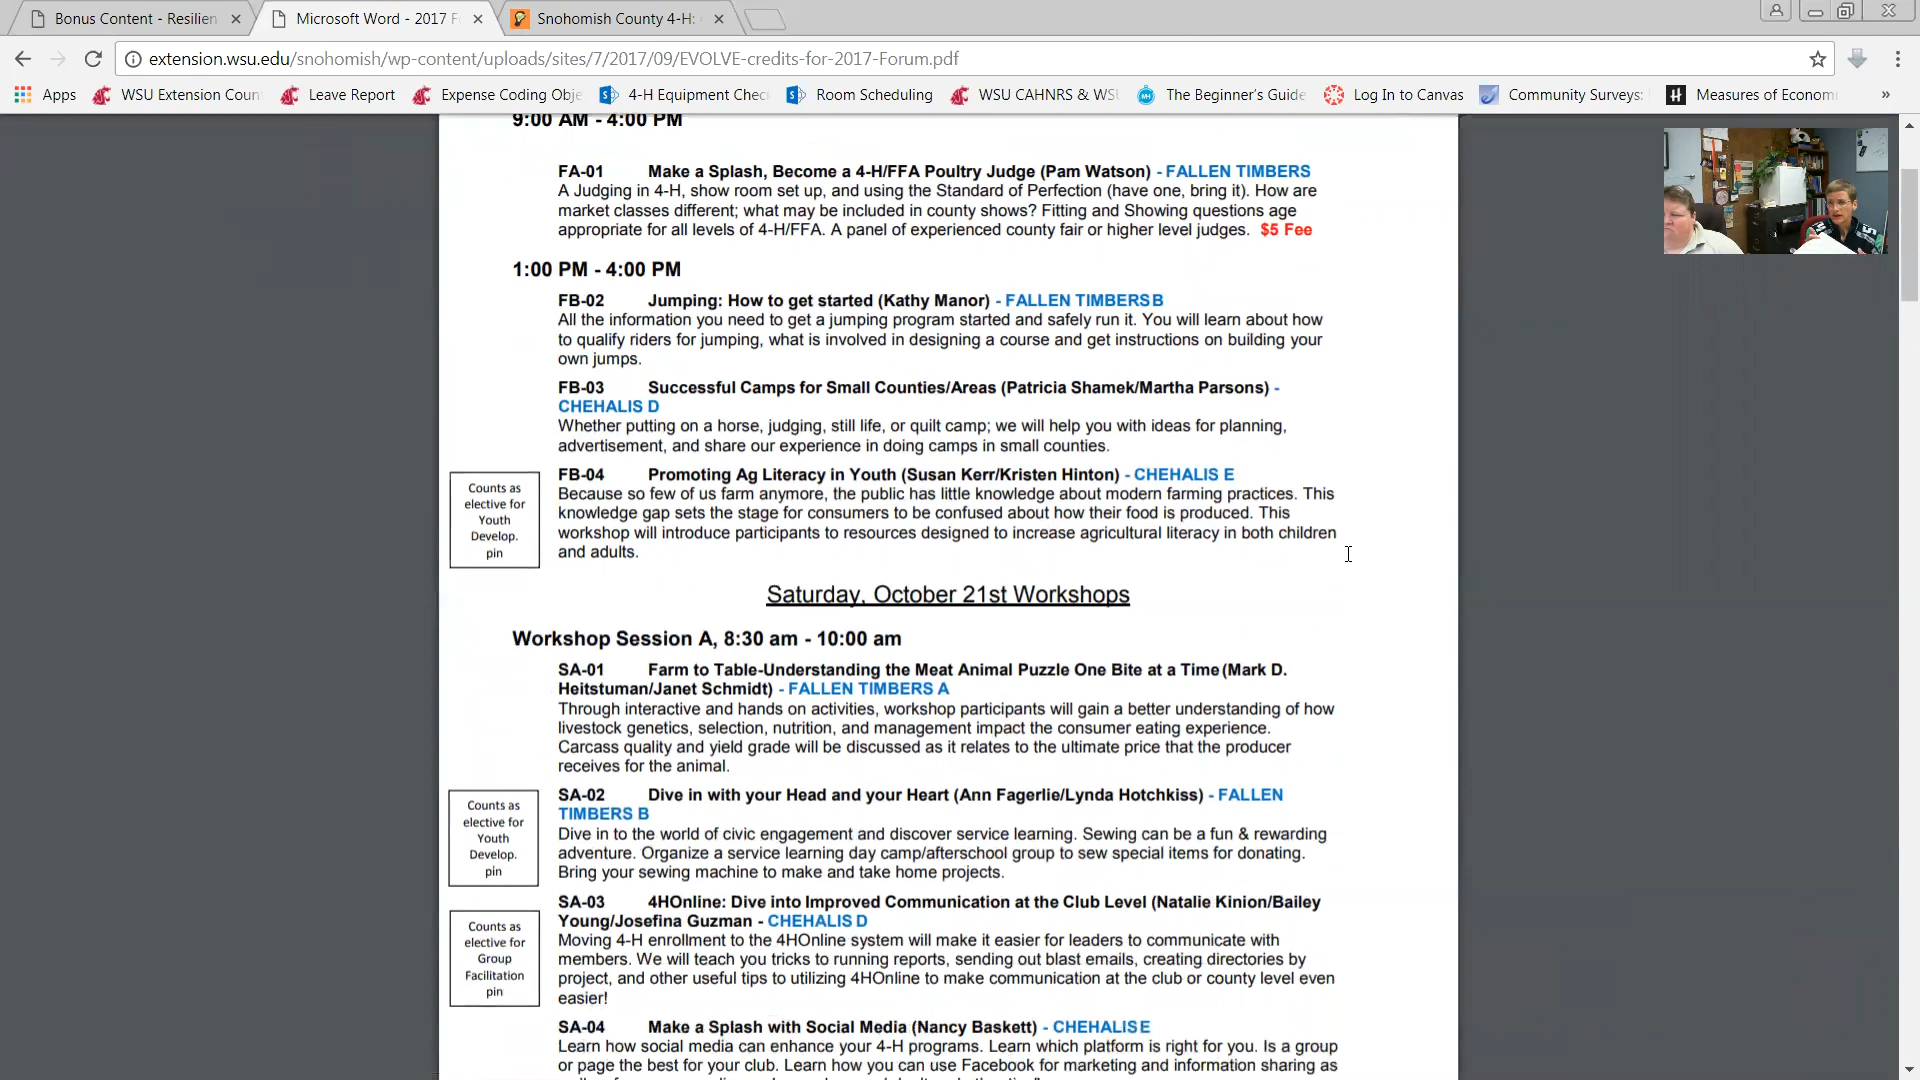 Bonus Content - Resilien
Microsoft Word - 2017 F
Snohomish County 4-H:
extension.wsu.edu/snohomish/wp-content/uploads/sites/7/2017/09/EVOLVE-credits-for-2017-Forum.pdf
Apps
WSU Extension Coun
Leave Report
Expense Coding Obje
4-H Equipment Chec
Room Scheduling
WSU CAHNRS & WSU
The Beginner's Guide
Log In to Canvas
Community Surveys:
Measures of Econom
»
9:00 AM - 4:00 PM
FA-01 Make a Splash, Become a 4-H/FFA Poultry Judge (Pam Watson) - FALLEN TIMBERS
A Judging in 4-H, show room set up, and using the Standard of Perfection (have one, bring it). How are
market classes different; what may be included in county shows? Fitting and Showing questions age
appropriate for all levels of 4-H/FFA. A panel of experienced county fair or higher level judges. $5 Fee
1:00 PM - 4:00 PM
FB-02 Jumping: How to get started (Kathy Manor) - FALLEN TIMBERS B
All the information you need to get a jumping program started and safely run it. You will learn about how
to qualify riders for jumping, what is involved in designing a course and get instructions on building your
own jumps.
FB-03 Successful Camps for Small Counties/Areas (Patricia Shamek/Martha Parsons) -
CHEHALIS D
Whether putting on a horse, judging, still life, or quilt camp; we will help you with ideas for planning,
advertisement, and share our experience in doing camps in small counties.
Counts as
elective for
Youth
Develop.
pin
FB-04 Promoting Ag Literacy in Youth (Susan Kerr/Kristen Hinton) - CHEHALIS E
Because so few of us farm anymore, the public has little knowledge about modern farming practices. This
knowledge gap sets the stage for consumers to be confused about how their food is produced. This
workshop will introduce participants to resources designed to increase agricultural literacy in both children
and adults.
Saturday, October 21st Workshops
Workshop Session A, 8:30 am - 10:00 am
SA-01 Farm to Table-Understanding the Meat Animal Puzzle One Bite at a Time (Mark D.
Heitstuman/Janet Schmidt) - FALLEN TIMBERS A
Through interactive and hands on activities, workshop participants will gain a better understanding of how
livestock genetics, selection, nutrition, and management impact the consumer eating experience.
Carcass quality and yield grade will be discussed as it relates to the ultimate price that the producer
receives for the animal.
Counts as
elective for
Youth
Develop.
pin
SA-02 Dive in with your Head and your Heart (Ann Fagerlie/Lynda Hotchkiss) - FALLEN
TIMBERS B
Dive in to the world of civic engagement and discover service learning. Sewing can be a fun & rewarding
adventure. Organize a service learning day camp/afterschool group to sew special items for donating.
Bring your sewing machine to make and take home projects.
Counts as
elective for
Group
Facilitation
pin
SA-03 4HOnline: Dive into Improved Communication at the Club Level (Natalie Kinion/Bailey
Young/Josefina Guzman - CHEHALIS D
Moving 4-H enrollment to the 4HOnline system will make it easier for leaders to communicate with
members. We will teach you tricks to running reports, sending out blast emails, creating directories by
project, and other useful tips to utilizing 4HOnline to make communication at the club or county level even
easier!
SA-04 Make a Splash with Social Media (Nancy Baskett) - CHEHALIS E
Learn how social media can enhance your 4-H programs. Learn which platform is right for you. Is a group
or page the best for your club. Learn how you can use Facebook for marketing and information sharing as